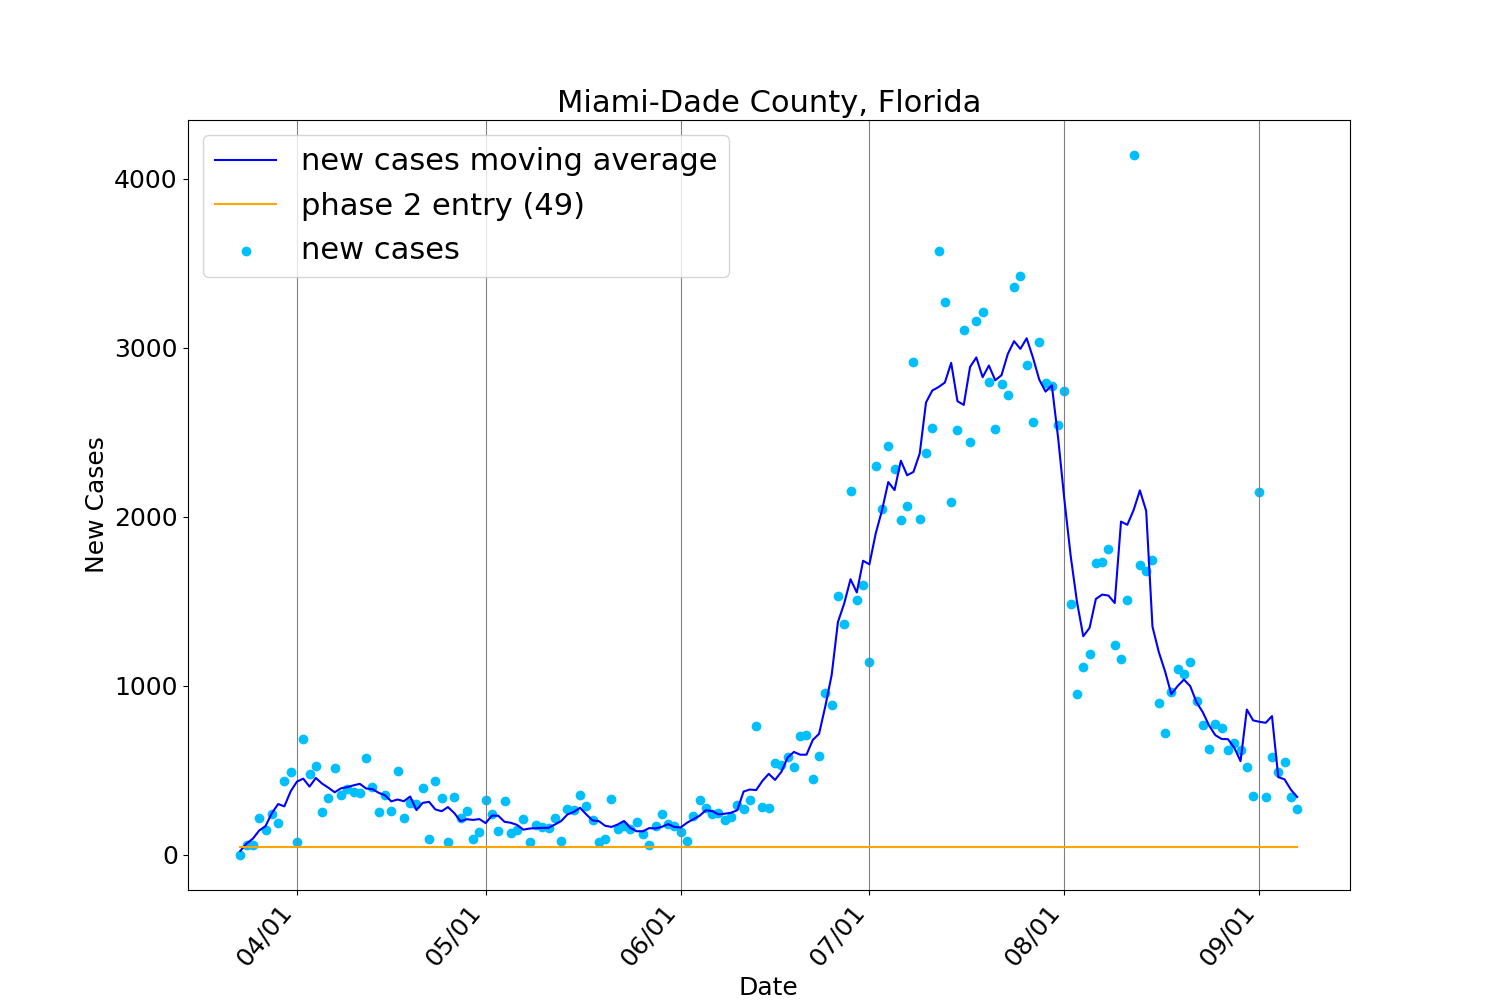 Miami-Dade County, Florida
new cases moving average
phase 2 entry (49)
new cases
4000
3000
2000
1000
0
New Cases
04/01
05/01
06/01
07/01
08/01
09/01
Date